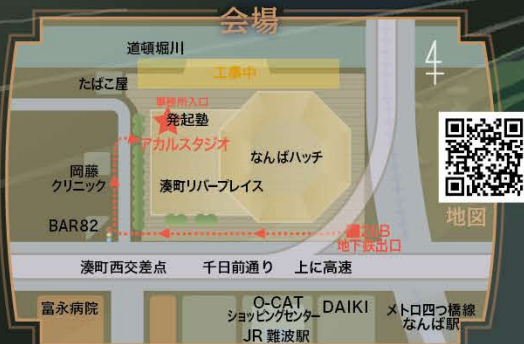 会場
道頓堀川
工事中
たばこ屋
事務所入口
発起塾
アカルスタジオ
なんばハッチ
岡藤
クリニック
湊町リバープレイス
BAR82
26B
地下鉄出口
地図
湊町西交差点
千日前通り
上に高速
富永病院
O-CAT
ショッピングセンター
JR 難波駅
DAIKI
メトロ四つ橋線
なんば駅